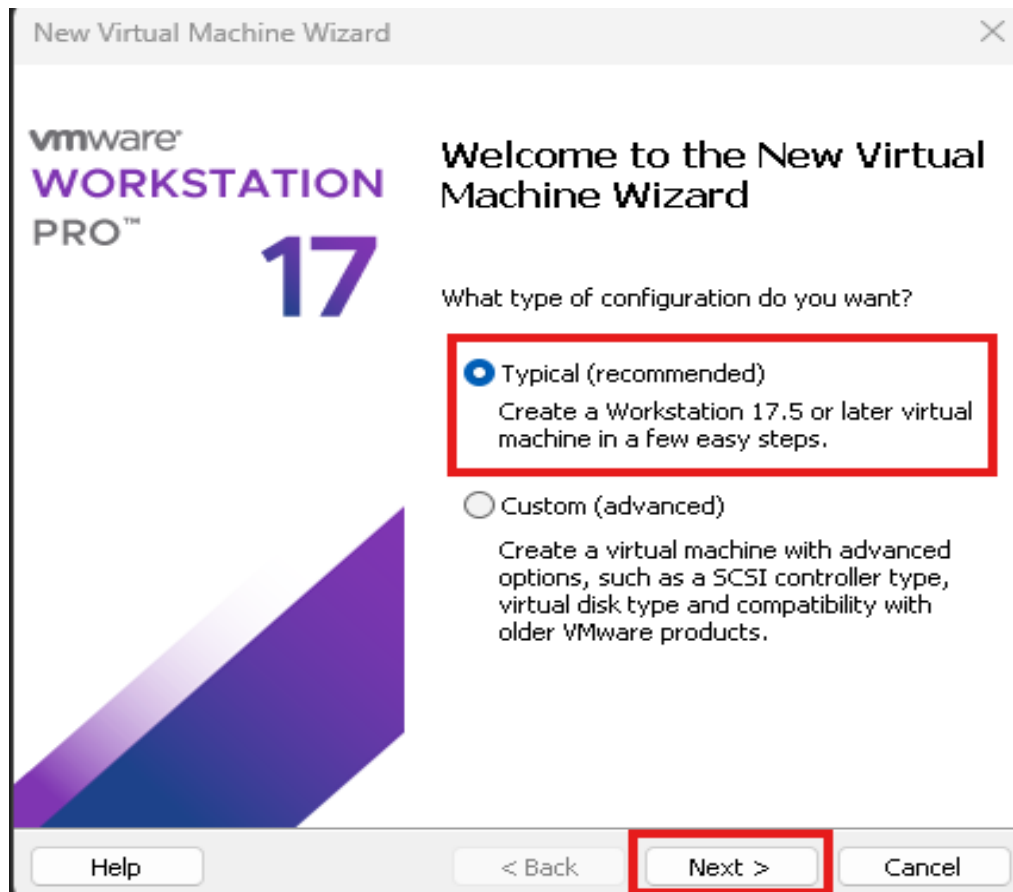 New Virtual Machine Wizard
vmware®
WORKSTATION
PRO™
17
Welcome to the New Virtual
Machine Wizard
What type of configuration do you want?
Typical (recommended)
Create a Workstation 17.5 or later virtual
machine in a few easy steps.
Custom (advanced)
Create a virtual machine with advanced
options, such as a SCSI controller type,
virtual disk type and compatibility with
older VMware products.
Help
< Back
Next >
Cancel